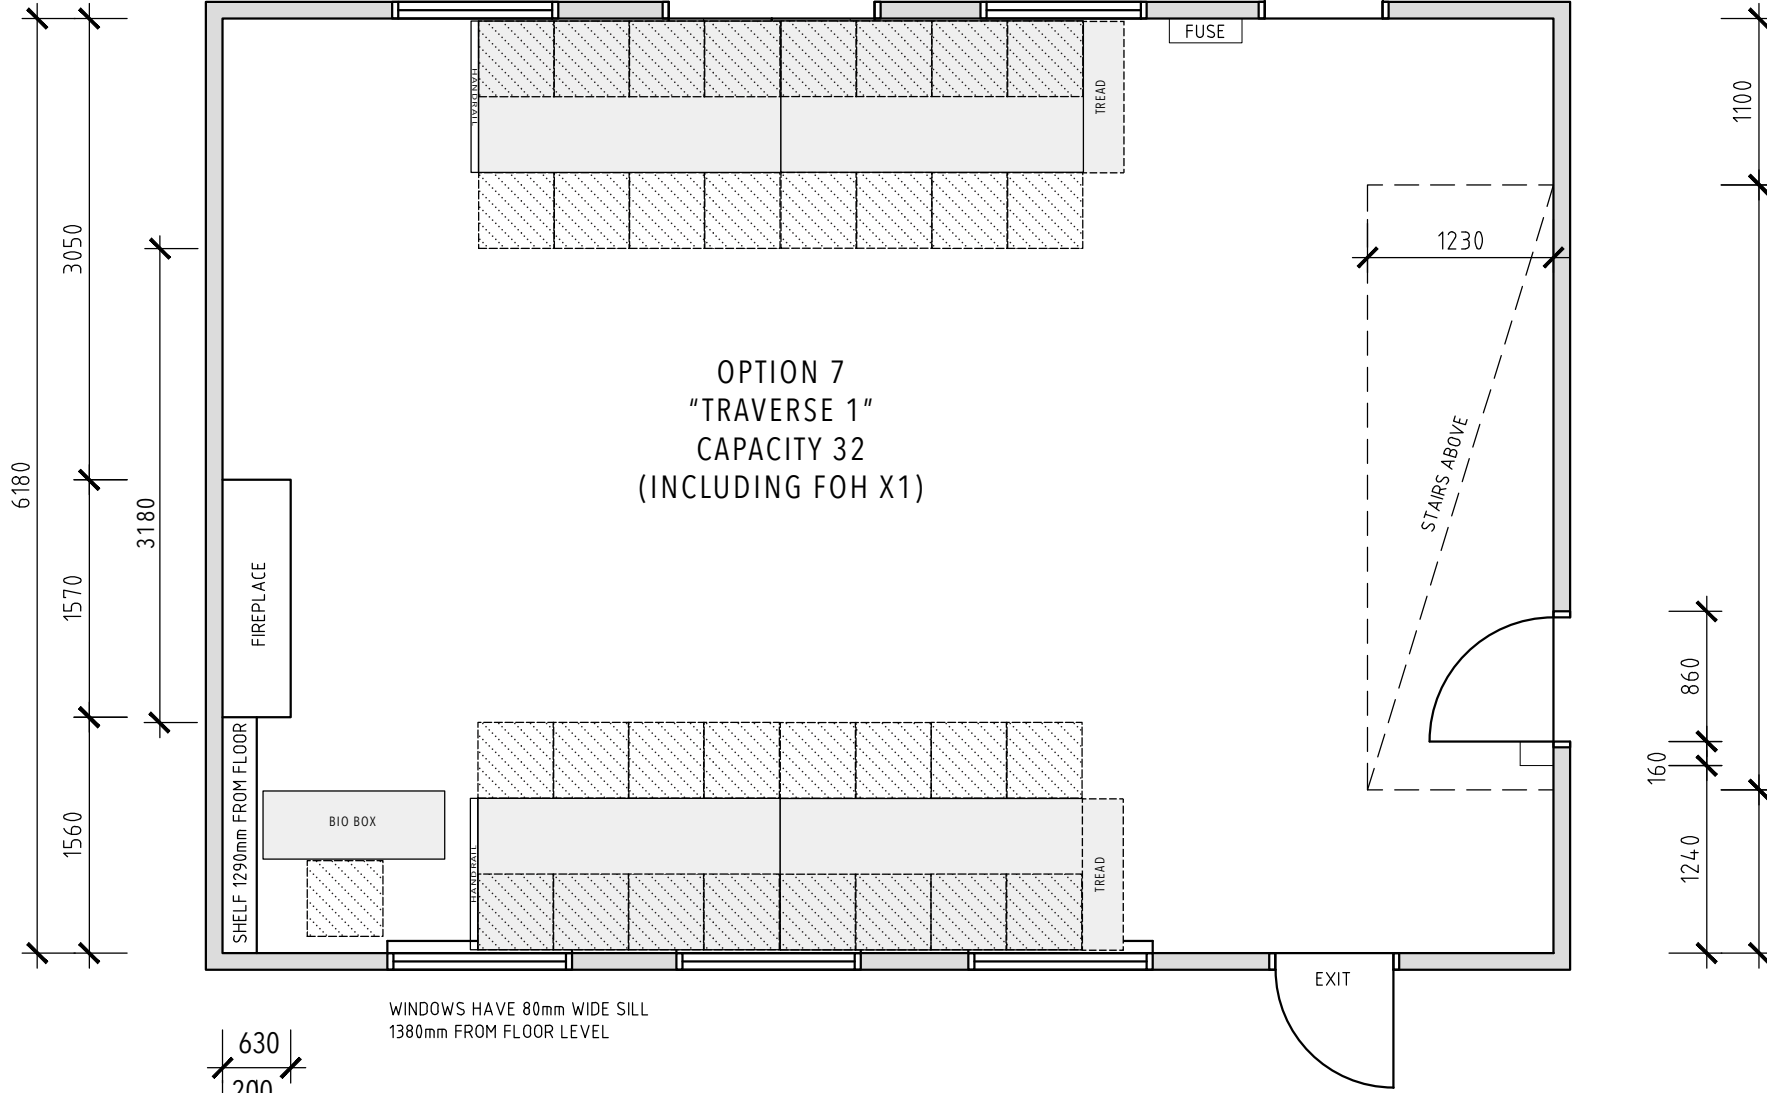 FUSE
HANDRAIL
TREAD
1100
3050
1230
OPTION 7
“TRAVERSE 1”
CAPACITY 32
(INCLUDING FOH X1)
STAIRS ABOVE
6180
3180
1570
FIREPLACE
860
160
1240
1560
SHELF 1290mm FROM FLOOR
BIO BOX
HANDRAIL
TREAD
EXIT
WINDOWS HAVE 80mm WIDE SILL
1380mm FROM FLOOR LEVEL
630
200